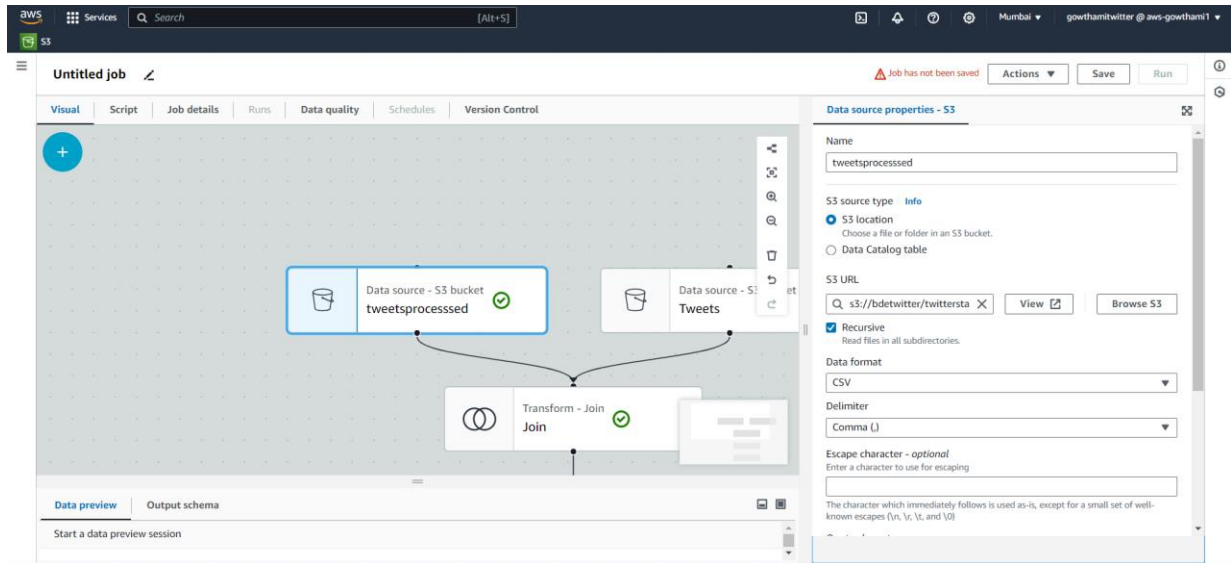 aws Services Search [Alt+S] Mumbai gowthamitwitter @ aws-gowthami1
S3
Untitled job Job has not been saved Actions Save Run
Visual Script Job details Runs Data quality Schedules Version Control
Data source - S3 bucket
tweetsprocesssed
Data source - S3 et
Tweets
Transform - Join
Join
Data preview Output schema
Start a data preview session
Data source properties - S3
Name
tweetsprocesssed
S3 source type Info
S3 location
Choose a file or folder in an S3 bucket.
Data Catalog table
S3 URL
s3://bdetwitter/twittersta View Browse S3
Recursive
Read files in all subdirectories.
Data format
CSV
Delimiter
Comma (,)
Escape character - optional
Enter a character to use for escaping
The character which immediately follows is used as-is, except for a small set of well-
known escapes (\n, \r, \t, and \0)